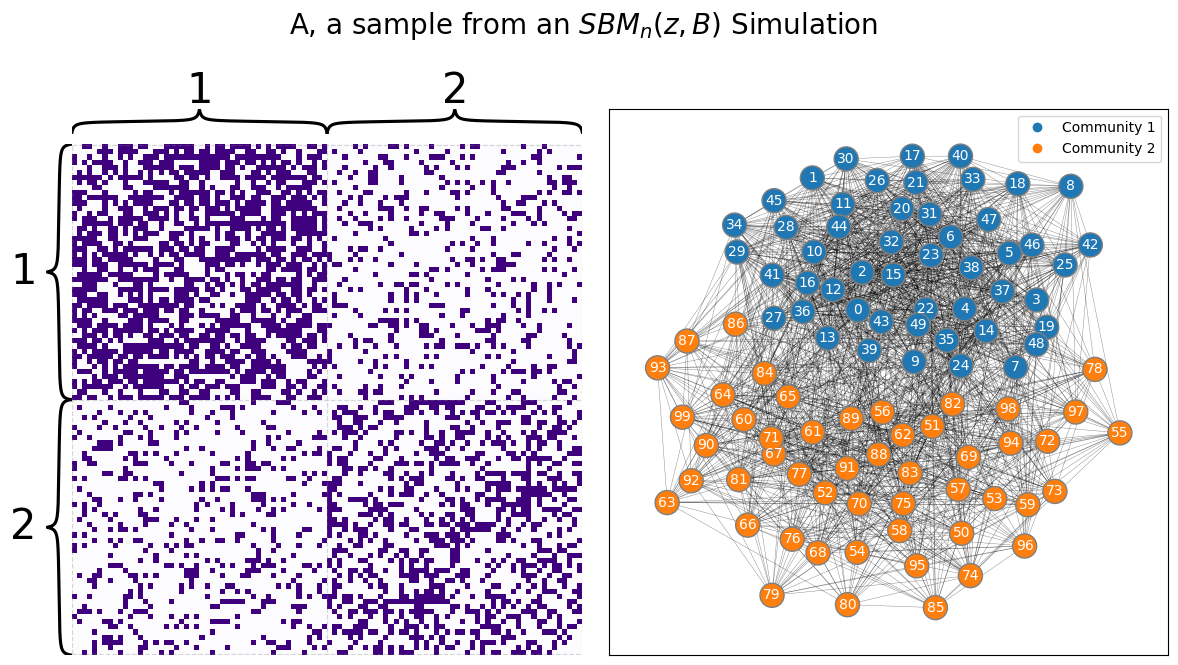 A, a sample from an $SBM_n(z, B)$ Simulation
1 2
1
2
Community 1
Community 2
30 17 40
1 26 21 33 18 8
45 11 20 31 47
34 28 44 32 6 46 42
29 10 23 5 25
41 16 12 2 15 38 37
27 36 0 43 22 4 3
86 13 49 35 14 19 48
87 39 9 24 7
93 84 78
64 65 82 98 97
99 60 61 89 56 51 55
90 71 67 62 94 72
92 81 77 91 88 69
63 52 70 83 75 57 53 59 73
66 76 58 50 96
68 54 95 74
79 80 85